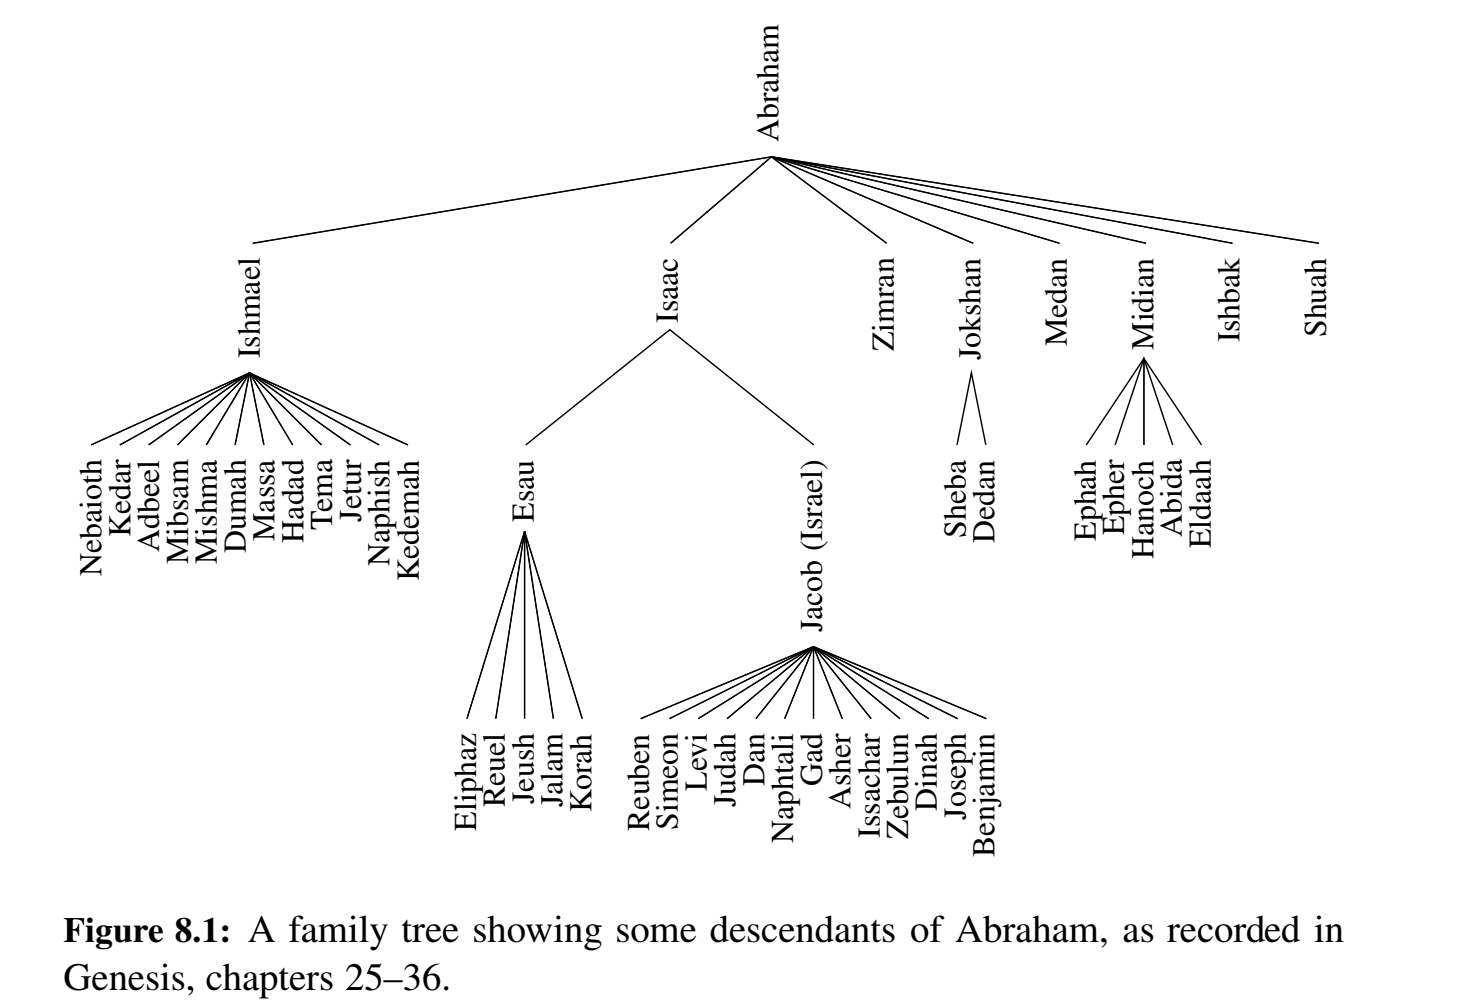 Abraham
Ishmael
Isaac
Zimran
Jokshan
Medan
Midian
Ishbak
Shuah
Nebaioth
Kedar
Adbeel
Mibsam
Mishma
Dumah
Massa
Hadad
Tema
Jetur
Naphish
Kedemah
Esau
Jacob (Israel)
Sheba
Dedan
Ephah
Epher
Hanoch
Abida
Eldaah
Eliphaz
Reuel
Jeush
Jalam
Korah
Reuben
Simeon
Levi
Judah
Dan
Naphtali
Gad
Asher
Issachar
Zebulun
Dinah
Joseph
Benjamin
Figure 8.1: A family tree showing some descendants of Abraham, as recorded in
Genesis, chapters 25–36.